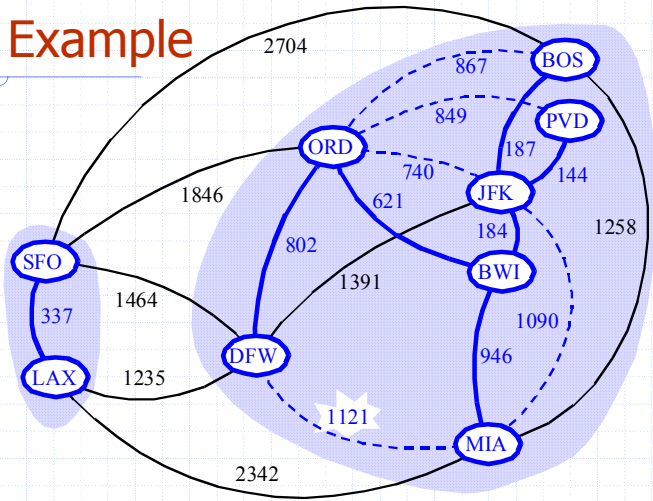 Example
2704
BOS
867
849
PVD
ORD
187
740
144
JFK
1846
621
184
1258
802
SFO
BWI
1391
1464
337
1090
DFW
946
LAX
1235
1121
MIA
2342